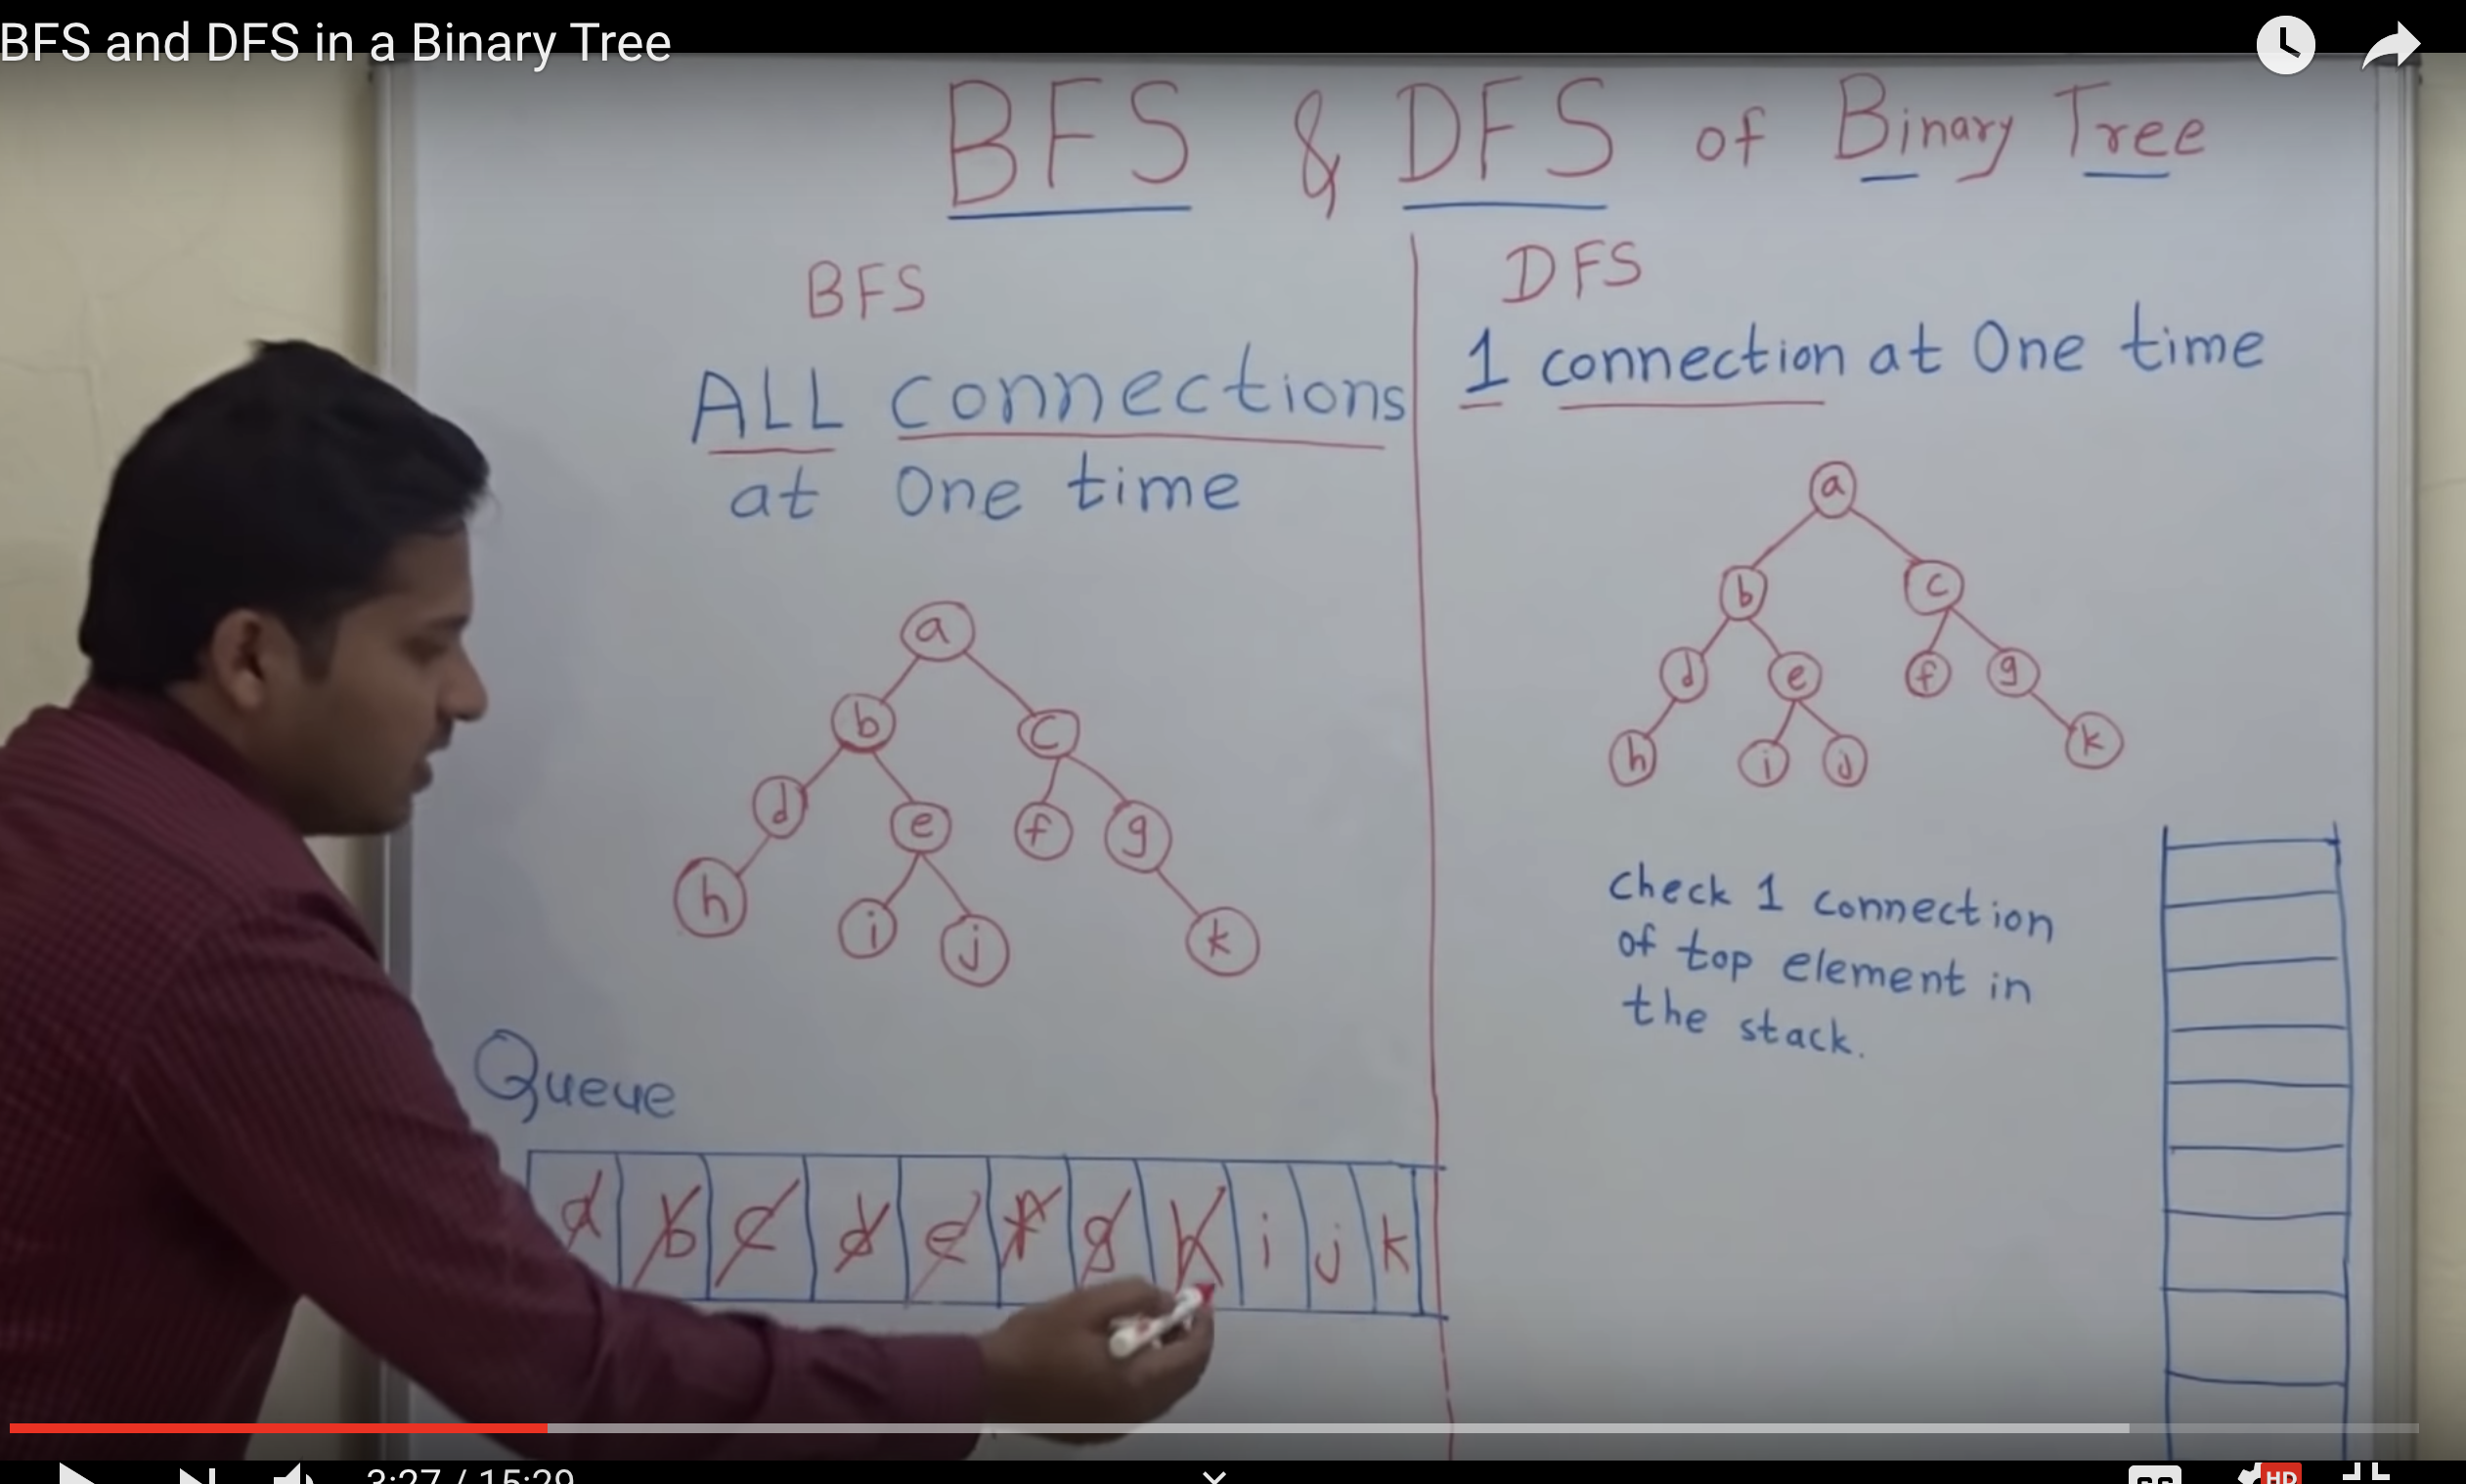 BFS and DFS in a Binary Tree
BFS & DFS of Binary Tree
BFS
ALL connections
at One time
a
b c
d e f g
h i j k
Queue
a b c d e f g h i j k
DFS
1 connection at One time
a
b c
d e f g
h i j k
check 1 connection
of top element in
the stack.
3:27 / 15:29
HD